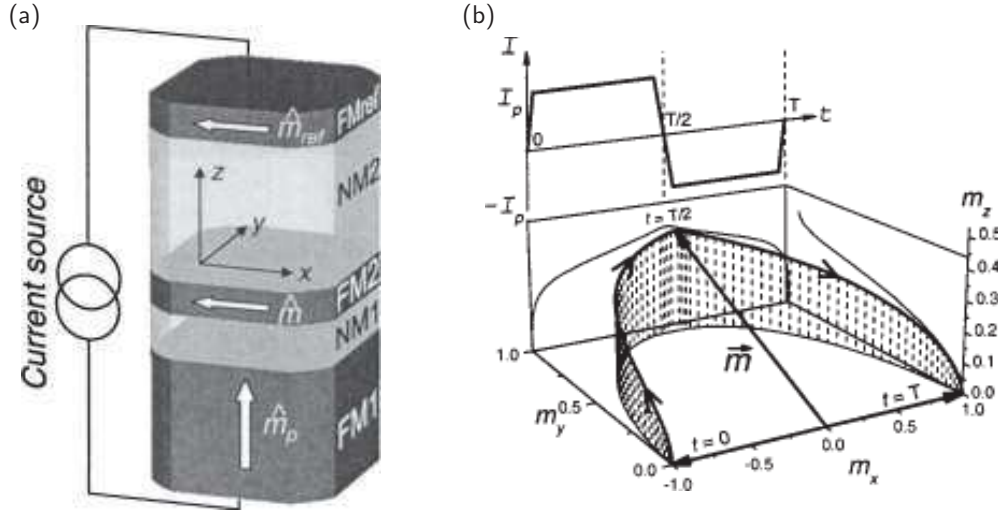 (a)
Current source
m̂ref
FMref
NM2
z
y
x
FM2
m̂
NM1
m̂p
FM1
(b)
I
Ip
0
T/2
T
t
-Ip
t = T/2
mz
0.5
0.4
0.3
0.2
0.1
0.0
1.0
my
0.5
0.0
m⃗
t = 0
t = T
-1.0
-0.5
0.0
0.5
1.0
mx